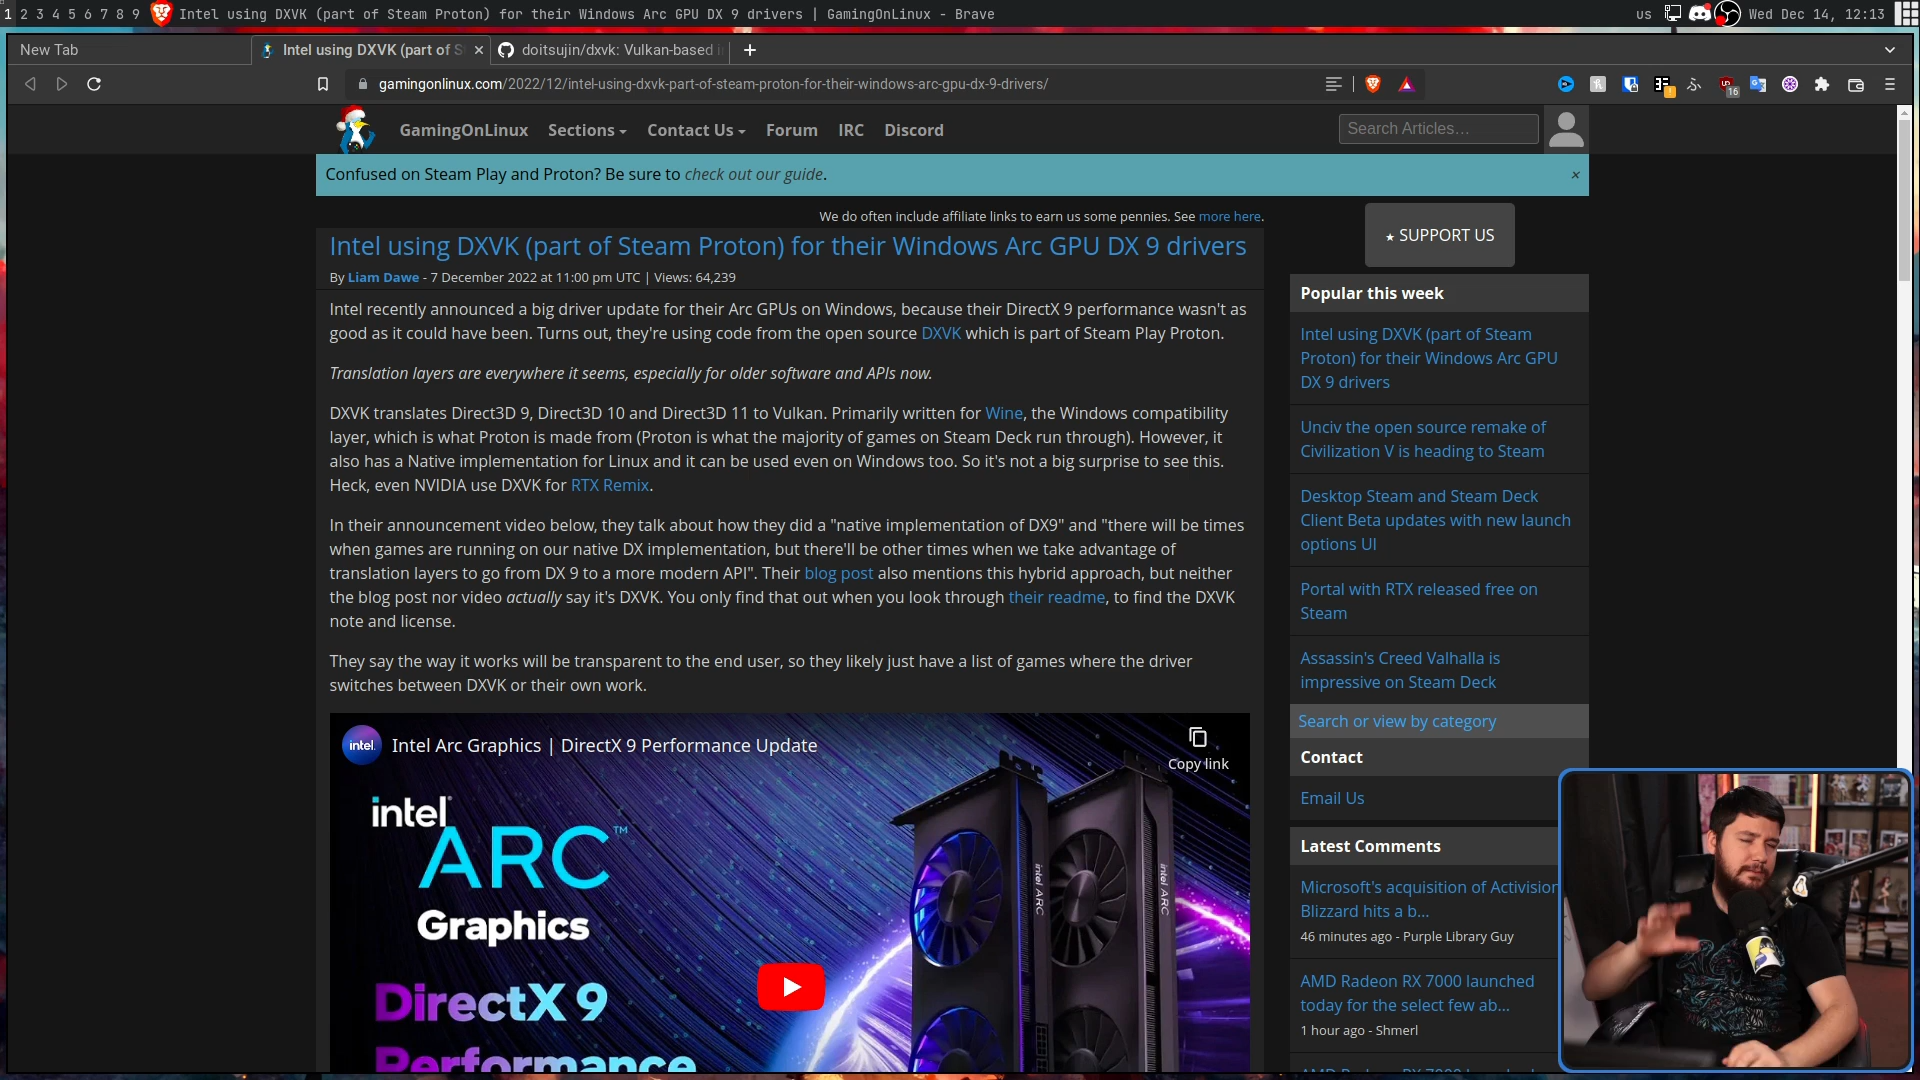 1 2 3 4 5 6 7 8 9 Intel using DXVK (part of Steam Proton) for their Windows Arc GPU DX 9 drivers | GamingOnLinux - Brave
us Wed Dec 14, 12:13
New Tab
Intel using DXVK (part of S
doitsujin/dxvk: Vulkan-based i
gamingonlinux.com/2022/12/intel-using-dxvk-part-of-steam-proton-for-their-windows-arc-gpu-dx-9-drivers/
16
GamingOnLinux Sections Contact Us Forum IRC Discord
Search Articles...
Confused on Steam Play and Proton? Be sure to check out our guide.
×
We do often include affiliate links to earn us some pennies. See more here.
Intel using DXVK (part of Steam Proton) for their Windows Arc GPU DX 9 drivers
By Liam Dawe - 7 December 2022 at 11:00 pm UTC | Views: 64,239
Intel recently announced a big driver update for their Arc GPUs on Windows, because their DirectX 9 performance wasn't as
good as it could have been. Turns out, they're using code from the open source DXVK which is part of Steam Play Proton.
Translation layers are everywhere it seems, especially for older software and APIs now.
DXVK translates Direct3D 9, Direct3D 10 and Direct3D 11 to Vulkan. Primarily written for Wine, the Windows compatibility
layer, which is what Proton is made from (Proton is what the majority of games on Steam Deck run through). However, it
also has a Native implementation for Linux and it can be used even on Windows too. So it's not a big surprise to see this.
Heck, even NVIDIA use DXVK for RTX Remix.
In their announcement video below, they talk about how they did a "native implementation of DX9" and "there will be times
when games are running on our native DX implementation, but there'll be other times when we take advantage of
translation layers to go from DX 9 to a more modern API". Their blog post also mentions this hybrid approach, but neither
the blog post nor video actually say it's DXVK. You only find that out when you look through their readme, to find the DXVK
note and license.
They say the way it works will be transparent to the end user, so they likely just have a list of games where the driver
switches between DXVK or their own work.
intel.
Intel Arc Graphics | DirectX 9 Performance Update
Copy link
intel
ARC™
Graphics
DirectX 9
Performance
intel ARC
intel ARC
★ SUPPORT US
Popular this week
Intel using DXVK (part of Steam
Proton) for their Windows Arc GPU
DX 9 drivers
Unciv the open source remake of
Civilization V is heading to Steam
Desktop Steam and Steam Deck
Client Beta updates with new launch
options UI
Portal with RTX released free on
Steam
Assassin's Creed Valhalla is
impressive on Steam Deck
Search or view by category
Contact
Email Us
Latest Comments
Microsoft's acquisition of Activision
Blizzard hits a b...
46 minutes ago - Purple Library Guy
AMD Radeon RX 7000 launched
today for the select few ab...
1 hour ago - Shmerl